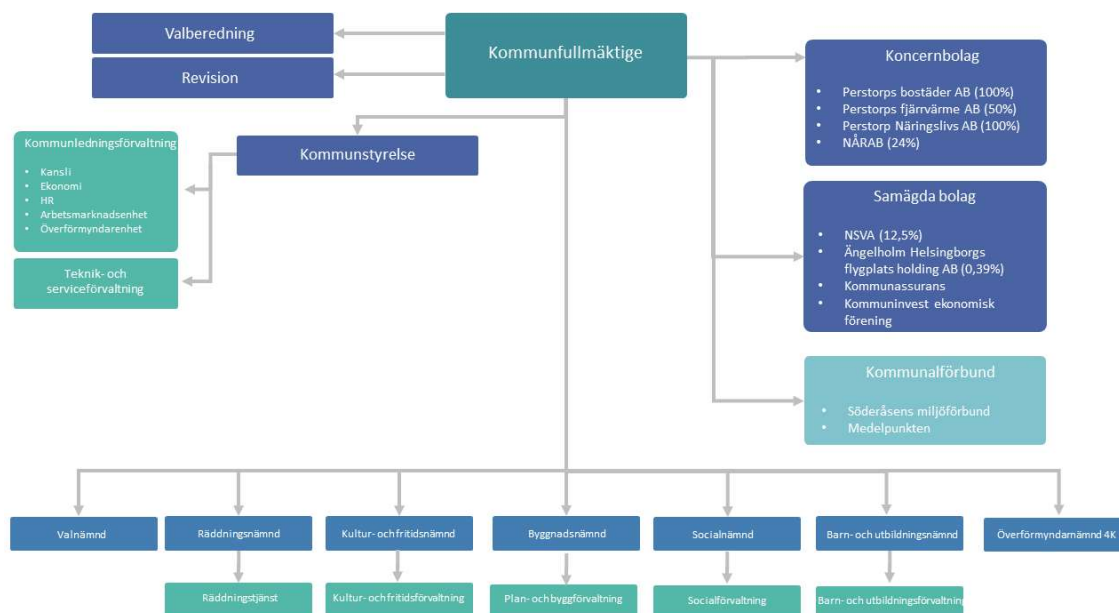 Valberedning
Kommunfullmäktige
Revision
Koncernbolag
• Perstorps bostäder AB (100%)
• Perstorps fjärrvärme AB (50%)
• Perstorp Näringslivs AB (100%)
• NÅRAB (24%)
Kommunledningsförvaltning
• Kansli
• Ekonomi
• HR
• Arbetsmarknadsenhet
• Överförmyndarenhet
Kommunstyrelse
Teknik- och
serviceförvaltning
Samägda bolag
• NSVA (12,5%)
• Ängelholm Helsingborgs
flygplats holding AB (0,39%)
• Kommunassurans
• Kommuninvest ekonomisk
förening
Kommunalförbund
• Söderåsens miljöförbund
• Medelpunkten
Valnämnd
Räddningsnämnd
Kultur- och fritidsnämnd
Byggnadsnämnd
Socialnämnd
Barn- och utbildningsnämnd
Överförmyndarnämnd 4K
Räddningstjänst
Kultur- och fritidsförvaltning
Plan- och byggförvaltning
Socialförvaltning
Barn- och utbildningsförvaltning